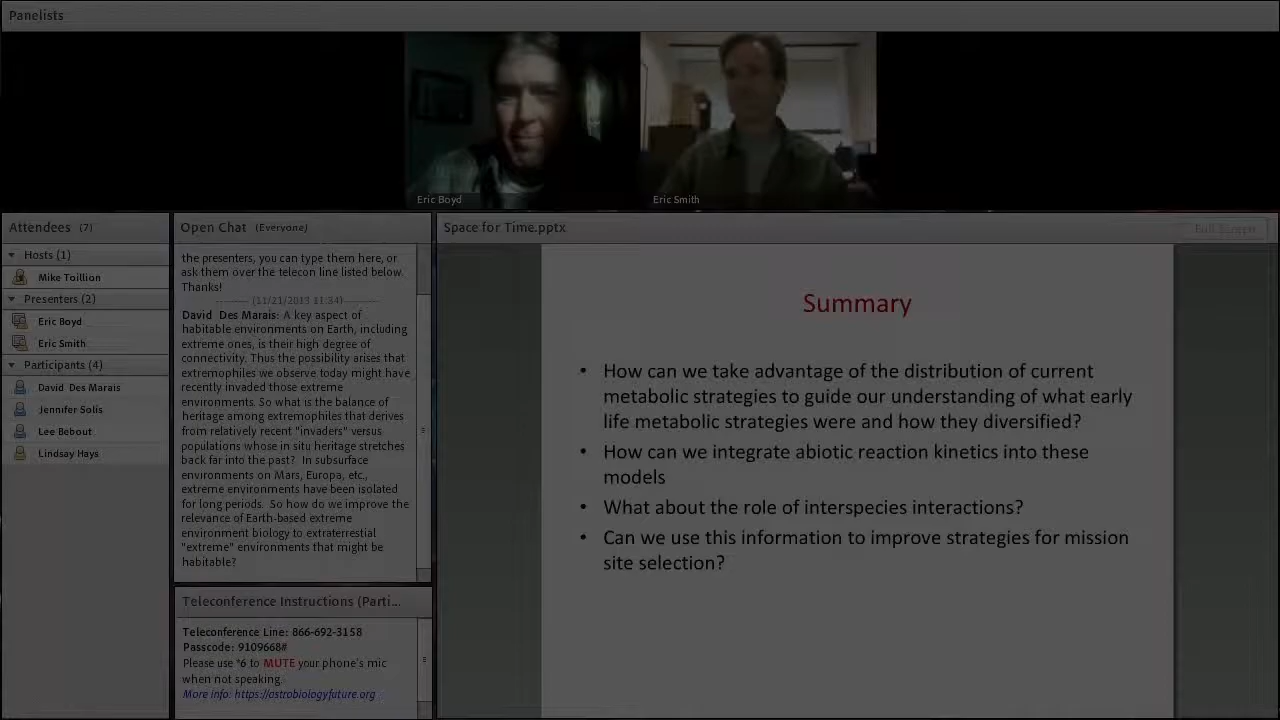 Panelists
Eric Boyd
Eric Smith
Attendees (7)
Hosts (1)
Mike Toillion
Presenters (2)
Eric Boyd
Eric Smith
Participants (4)
David Des Marais
Jennifer Solis
Lee Bebout
Lindsay Hays
Open Chat (Everyone)
the presenters, you can type them here, or
ask them over the telecon line listed below.
Thanks!
(11/21/2013 11:34)
David Des Marais: A key aspect of
habitable environments on Earth, including
extreme ones, is their high degree of
connectivity. Thus the possibility arises that
extremophiles we observe today might have
recently invaded those extreme
environments. So what is the balance of
heritage among extremophiles that derives
from relatively recent "invaders" versus
populations whose in situ heritage stretches
back far into the past? In subsurface
environments on Mars, Europa, etc.,
extreme environments have been isolated
for long periods. So how do we improve the
relevance of Earth-based extreme
environment biology to extraterrestial
"extreme" environments that might be
habitable?
Teleconference Instructions (Parti...
Teleconference Line: 866-692-3158
Passcode: 9109668#
Please use *6 to MUTE your phone's mic
when not speaking.
More info: https://astrobiologyfuture.org
Space for Time.pptx
Full Screen
Summary
• How can we take advantage of the distribution of current
metabolic strategies to guide our understanding of what early
life metabolic strategies were and how they diversified?
• How can we integrate abiotic reaction kinetics into these
models
• What about the role of interspecies interactions?
• Can we use this information to improve strategies for mission
site selection?